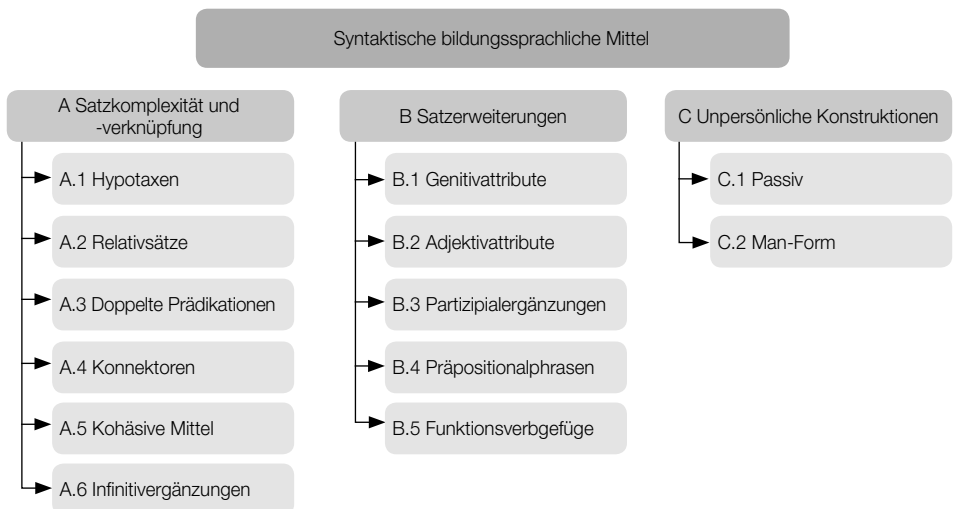 Syntaktische bildungssprachliche Mittel
A Satzkomplexität und
-verknüpfung
A.1 Hypotaxen
A.2 Relativsätze
A.3 Doppelte Prädikationen
A.4 Konnektoren
A.5 Kohäsive Mittel
A.6 Infinitivergänzungen
B Satzerweiterungen
B.1 Genitivattribute
B.2 Adjektivattribute
B.3 Partizipialergänzungen
B.4 Präpositionalphrasen
B.5 Funktionsverbgefüge
C Unpersönliche Konstruktionen
C.1 Passiv
C.2 Man-Form